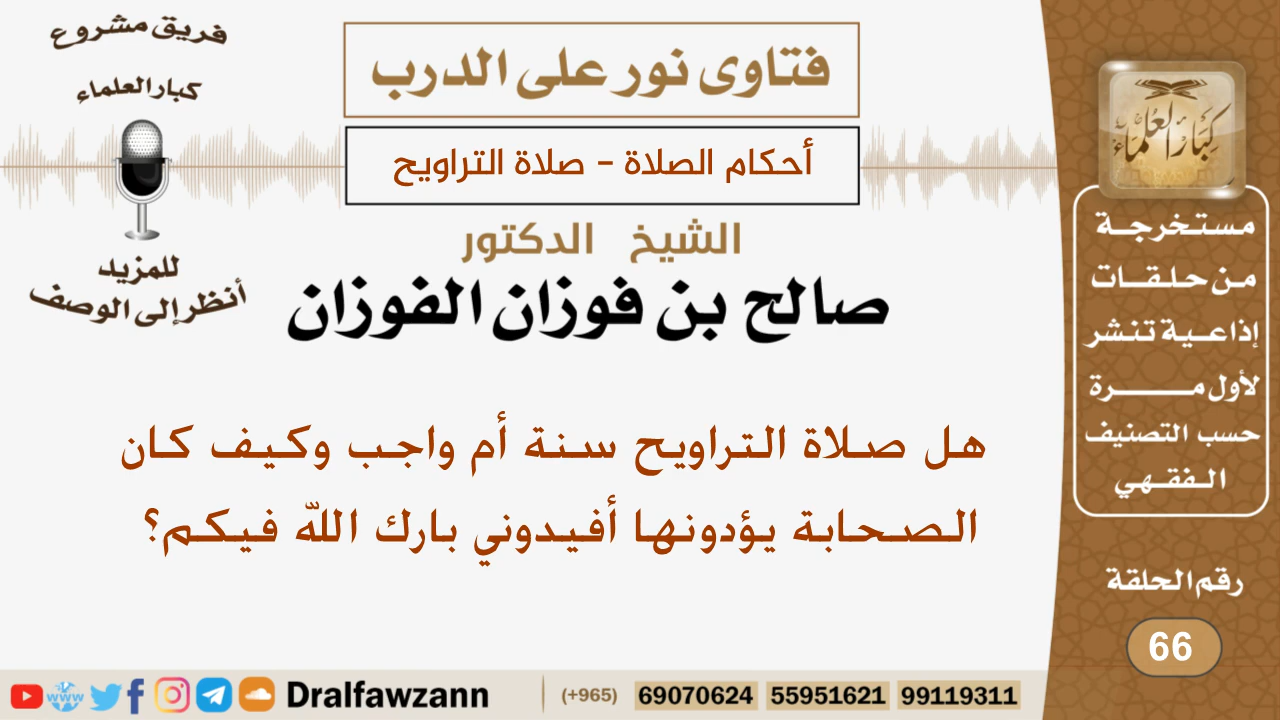 فريق مشروع
كبار العلماء
فتاوى نور على الدرب
أحكام الصلاة - صلاة التراويح
الشيخ الدكتور
صالح بن فوزان الفوزان
للمزيد
أنظر إلى الوصف
هل صلاة التراويح سنة أم واجب وكيف كان
الصحابة يؤدونها أفيدوني بارك الله فيكم؟
كبار العلماء
مستخرجة
من حلقات
إذاعية تنشر
لأول مرة
حسب التصنيف
الفقهي
رقم الحلقة
66
www
Dralfawzann
(+965) 69070624 55951621 99119311